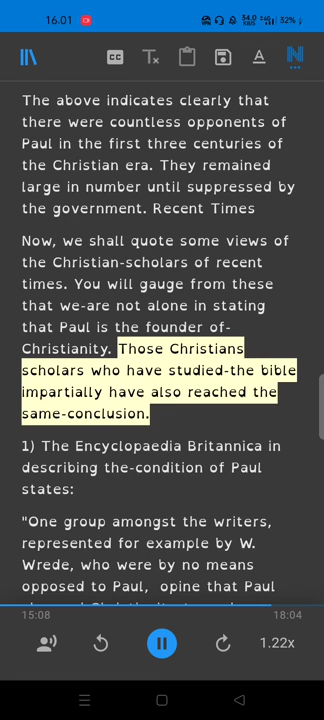 16.01
34.0
KB/S
32%
CC
The above indicates clearly that
there were countless opponents of
Paul in the first three centuries of
the Christian era. They remained
large in number until suppressed by
the government. Recent Times
Now, we shall quote some views of
the Christian-scholars of recent
times. You will gauge from these
that we-are not alone in stating
that Paul is the founder of-
Christianity. Those Christians
scholars who have studied-the bible
impartially have also reached the
same-conclusion.
1) The Encyclopaedia Britannica in
describing the-condition of Paul
states:
"One group amongst the writers,
represented for example by W.
Wrede, who were by no means
opposed to Paul, opine that Paul
15:08
18:04
1.22x